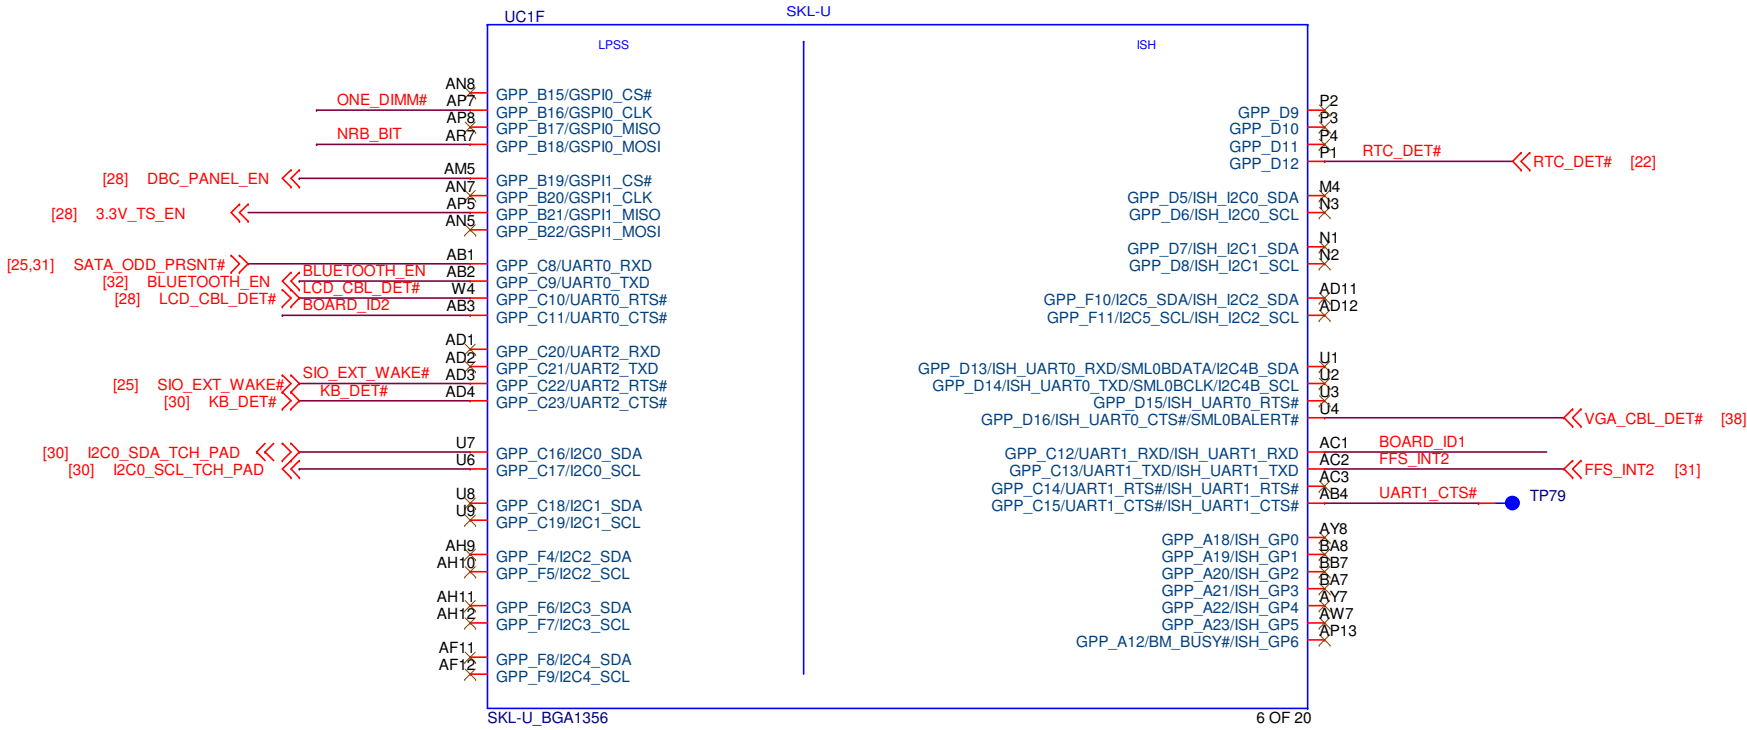 UC1F SKL-U
LPSS ISH
AN8 GPP_B15/GSPI0_CS#
ONE_DIMM# AP7 GPP_B16/GSPI0_CLK
AP8 GPP_B17/GSPI0_MISO
NRB_BIT AR7 GPP_B18/GSPI0_MOSI
[28] DBC_PANEL_EN AM5 GPP_B19/GSPI1_CS#
AN7 GPP_B20/GSPI1_CLK
[28] 3.3V_TS_EN AP5 GPP_B21/GSPI1_MISO
AN5 GPP_B22/GSPI1_MOSI
[25,31] SATA_ODD_PRSNT# AB1 GPP_C8/UART0_RXD
[32] BLUETOOTH_EN BLUETOOTH_EN AB2 GPP_C9/UART0_TXD
[28] LCD_CBL_DET# LCD_CBL_DET# W4 GPP_C10/UART0_RTS#
BOARD_ID2 AB3 GPP_C11/UART0_CTS#
AD1 GPP_C20/UART2_RXD
AD2 GPP_C21/UART2_TXD
[25] SIO_EXT_WAKE# SIO_EXT_WAKE# AD3 GPP_C22/UART2_RTS#
[30] KB_DET# KB_DET# AD4 GPP_C23/UART2_CTS#
[30] I2C0_SDA_TCH_PAD U7 GPP_C16/I2C0_SDA
[30] I2C0_SCL_TCH_PAD U6 GPP_C17/I2C0_SCL
U8 GPP_C18/I2C1_SDA
U9 GPP_C19/I2C1_SCL
AH9 GPP_F4/I2C2_SDA
AH10 GPP_F5/I2C2_SCL
AH11 GPP_F6/I2C3_SDA
AH12 GPP_F7/I2C3_SCL
AF11 GPP_F8/I2C4_SDA
AF12 GPP_F9/I2C4_SCL
GPP_D9 P2
GPP_D10 P3
GPP_D11 P4
GPP_D12 P1 RTC_DET# RTC_DET# [22]
GPP_D5/ISH_I2C0_SDA M4
GPP_D6/ISH_I2C0_SCL N3
GPP_D7/ISH_I2C1_SDA N1
GPP_D8/ISH_I2C1_SCL N2
GPP_F10/I2C5_SDA/ISH_I2C2_SDA AD11
GPP_F11/I2C5_SCL/ISH_I2C2_SCL AD12
GPP_D13/ISH_UART0_RXD/SML0BDATA/I2C4B_SDA U1
GPP_D14/ISH_UART0_TXD/SML0BCLK/I2C4B_SCL U2
GPP_D15/ISH_UART0_RTS# U3
GPP_D16/ISH_UART0_CTS#/SML0BALERT# U4 VGA_CBL_DET# [38]
GPP_C12/UART1_RXD/ISH_UART1_RXD AC1 BOARD_ID1
GPP_C13/UART1_TXD/ISH_UART1_TXD AC2 FFS_INT2 FFS_INT2 [31]
GPP_C14/UART1_RTS#/ISH_UART1_RTS# AC3
GPP_C15/UART1_CTS#/ISH_UART1_CTS# AB4 UART1_CTS# TP79
GPP_A18/ISH_GP0 AY8
GPP_A19/ISH_GP1 BA8
GPP_A20/ISH_GP2 BB7
GPP_A21/ISH_GP3 BA7
GPP_A22/ISH_GP4 AY7
GPP_A23/ISH_GP5 AW7
GPP_A12/BM_BUSY#/ISH_GP6 AP13
SKL-U_BGA1356 6 OF 20